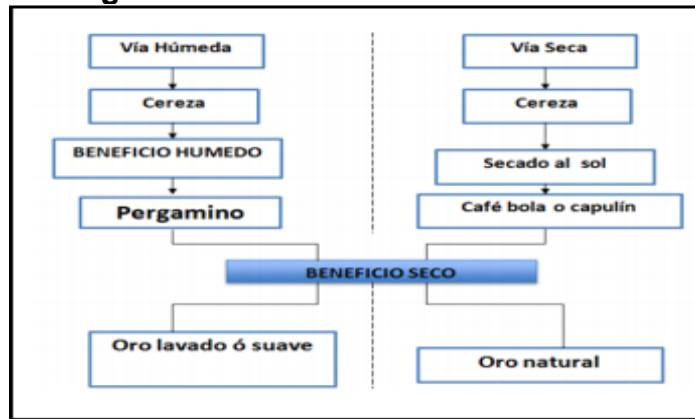 Vía Húmeda
Cereza
BENEFICIO HUMEDO
Pergamino
Vía Seca
Cereza
Secado al sol
Café bola o capulín
BENEFICIO SECO
Oro lavado ó suave
Oro natural